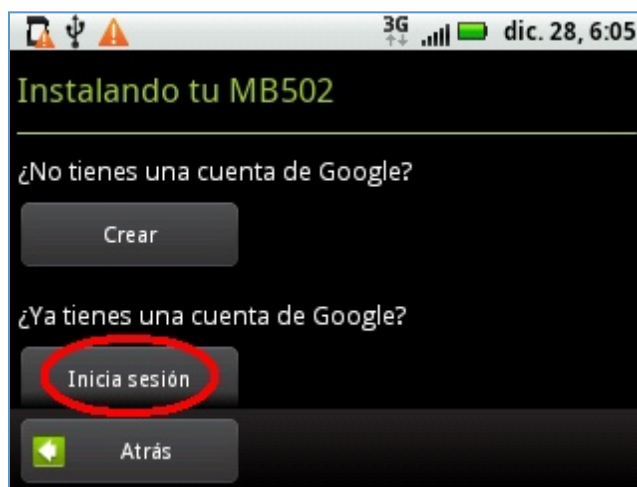 3G dic. 28, 6:05
Instalando tu MB502
¿No tienes una cuenta de Google?
Crear
¿Ya tienes una cuenta de Google?
Inicia sesión
Atrás